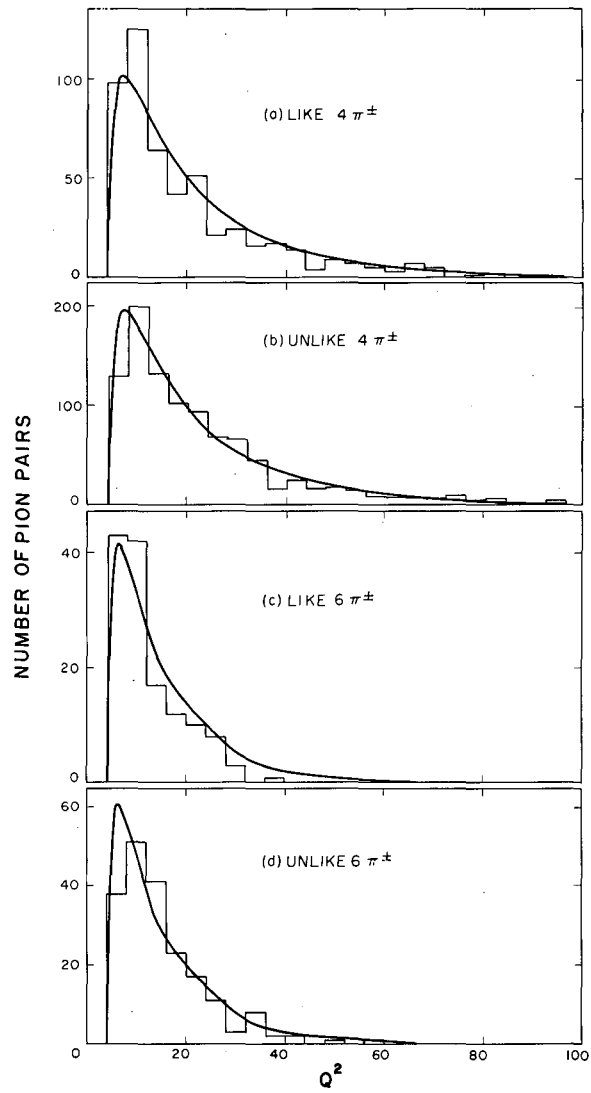 NUMBER OF PION PAIRS
100
50
0
(a) LIKE 4 π±
200
100
0
(b) UNLIKE 4 π±
40
20
0
(c) LIKE 6 π±
60
40
20
0
(d) UNLIKE 6 π±
0 20 40 60 80 100
Q²